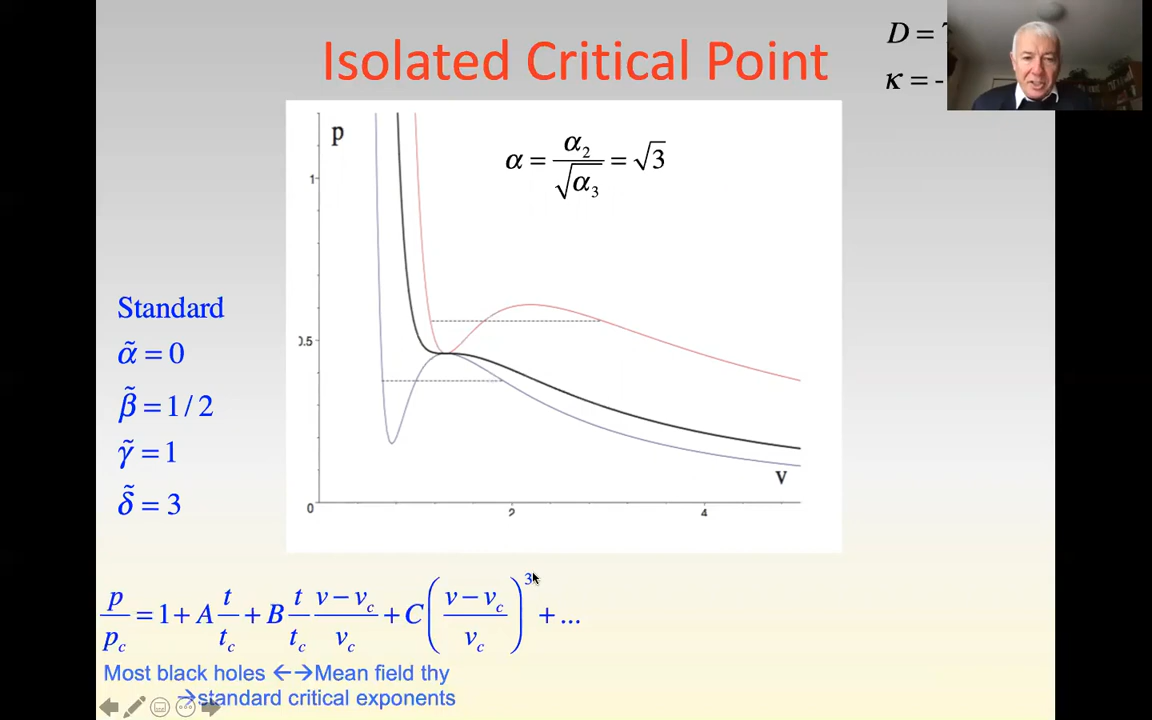 Isolated Critical Point
D =
κ = -
p
α = α₂ / √α₃ = √3
1
0.5
v
0
2
4
Standard
α̃ = 0
β̃ = 1 / 2
γ̃ = 1
δ̃ = 3
p/p_c = 1 + A t/t_c + B t/t_c (v − v_c)/v_c + C ((v − v_c)/v_c)³ + ...
Most black holes ←→Mean field thy
→standard critical exponents